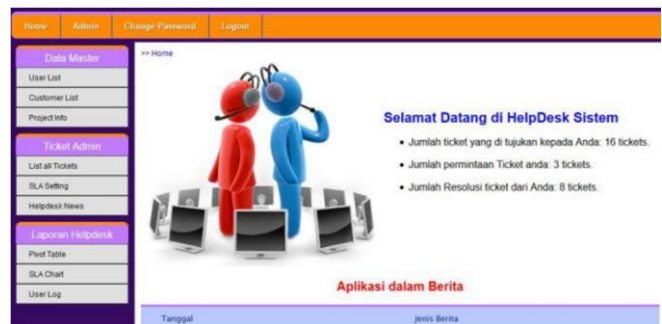 Home Admin Change Password Logout
Data Master
User List
Customer List
Project Info
Ticket Admin
List all Tickets
SLA Setting
Helpdesk News
Laporan Helpdesk
Pivot Table
SLA Chart
User Log
>> Home
Selamat Datang di HelpDesk Sistem
• Jumlah ticket yang di tujukan kepada Anda: 16 tickets.
• Jumlah permintaan Ticket anda: 3 tickets.
• Jumlah Resolusi ticket dari Anda: 8 tickets.
Aplikasi dalam Berita
Tanggal Jenis Berita